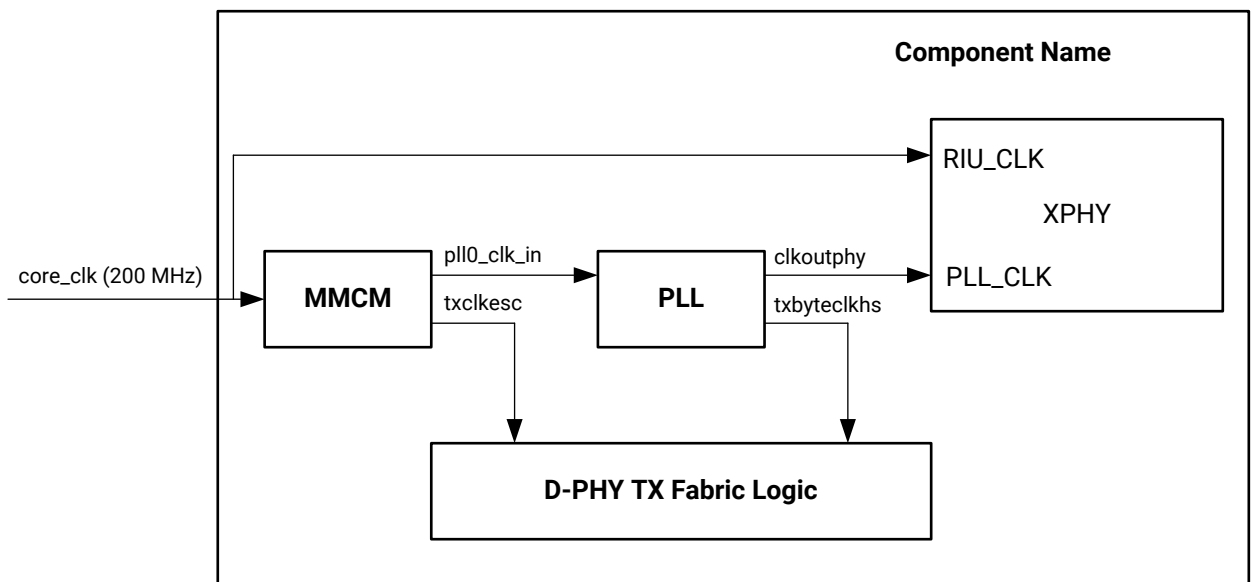 Component Name
RIU_CLK
XPHY
core_clk (200 MHz)
MMCM
pll0_clk_in
txclkesc
PLL
clkoutphy
txbyteclkhs
PLL_CLK
D-PHY TX Fabric Logic